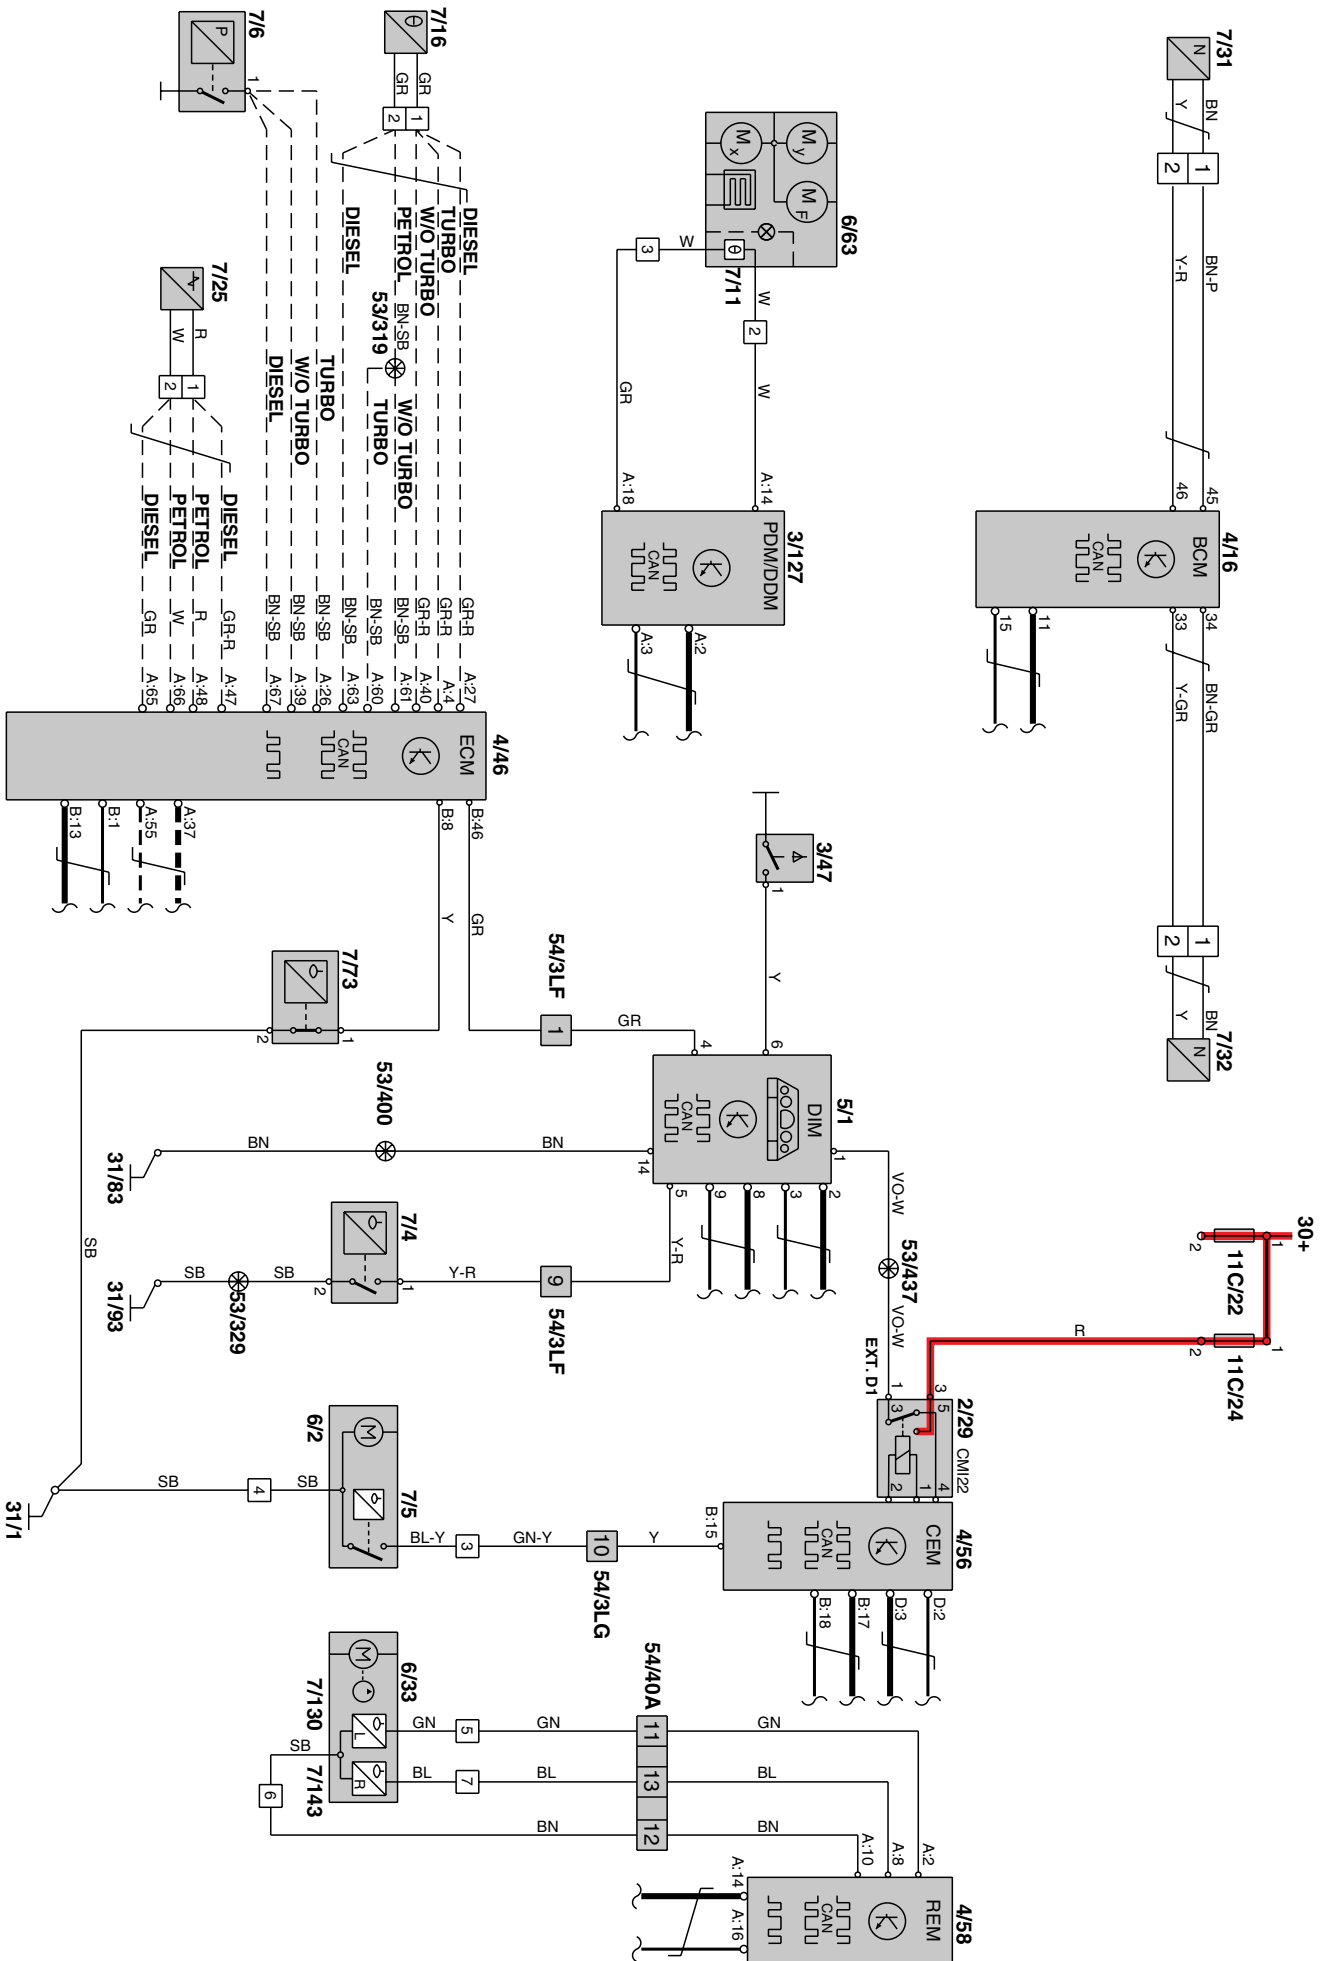 7/31
N
BN
Y
1
2
BN-P
Y-R
45
46
4/16
BCM
CAN
11
15
34
33
BN-GR
Y-GR
1
2
BN
Y
7/32
N
30+
1
2
11C/22
1
2
11C/24
R
6/63
M y
M x
M F
θ
7/11
W
2
W
A:14
W
3
GR
A:18
3/127
PDM/DDM
CAN
A:2
A:3
3/47
1
Y
6
5/1
DIM
CAN
4
1
14
5
2
3
8
9
VO-W
53/437
VO-W
EXT. D1
1
3
2/29
CMI22
3
5
2
1
4
4/56
CEM
CAN
B:15
D:2
D:3
B:17
B:18
7/16
θ
GR
GR
1
2
DIESEL
TURBO
W/O TURBO
PETROL
DIESEL
BN-SB
53/319
W/O TURBO
TURBO
GR-R
GR-R
GR-R
BN-SB
BN-SB
BN-SB
A:27
A:4
A:40
A:61
A:60
A:63
7/6
P
1
TURBO
W/O TURBO
DIESEL
BN-SB
BN-SB
BN-SB
A:26
A:39
A:67
7/25
R
W
1
2
DIESEL
PETROL
PETROL
DIESEL
GR-R
R
W
GR
A:47
A:48
A:66
A:65
4/46
ECM
CAN
B:46
B:8
A:37
A:55
B:1
B:13
GR
Y
54/3LF
1
GR
7/73
1
2
SB
53/400
BN
BN
31/83
7/4
1
2
Y-R
9
54/3LF
Y-R
SB
53/329
SB
31/93
6/2
M
7/5
BL-Y
3
GN-Y
10
54/3LG
Y
SB
4
SB
31/1
6/33
M
7/130
L
7/143
R
GN
5
GN
BL
7
BL
SB
6
BN
54/40A
11
13
12
GN
BL
BN
A:2
A:8
A:10
A:14
A:16
4/58
REM
CAN